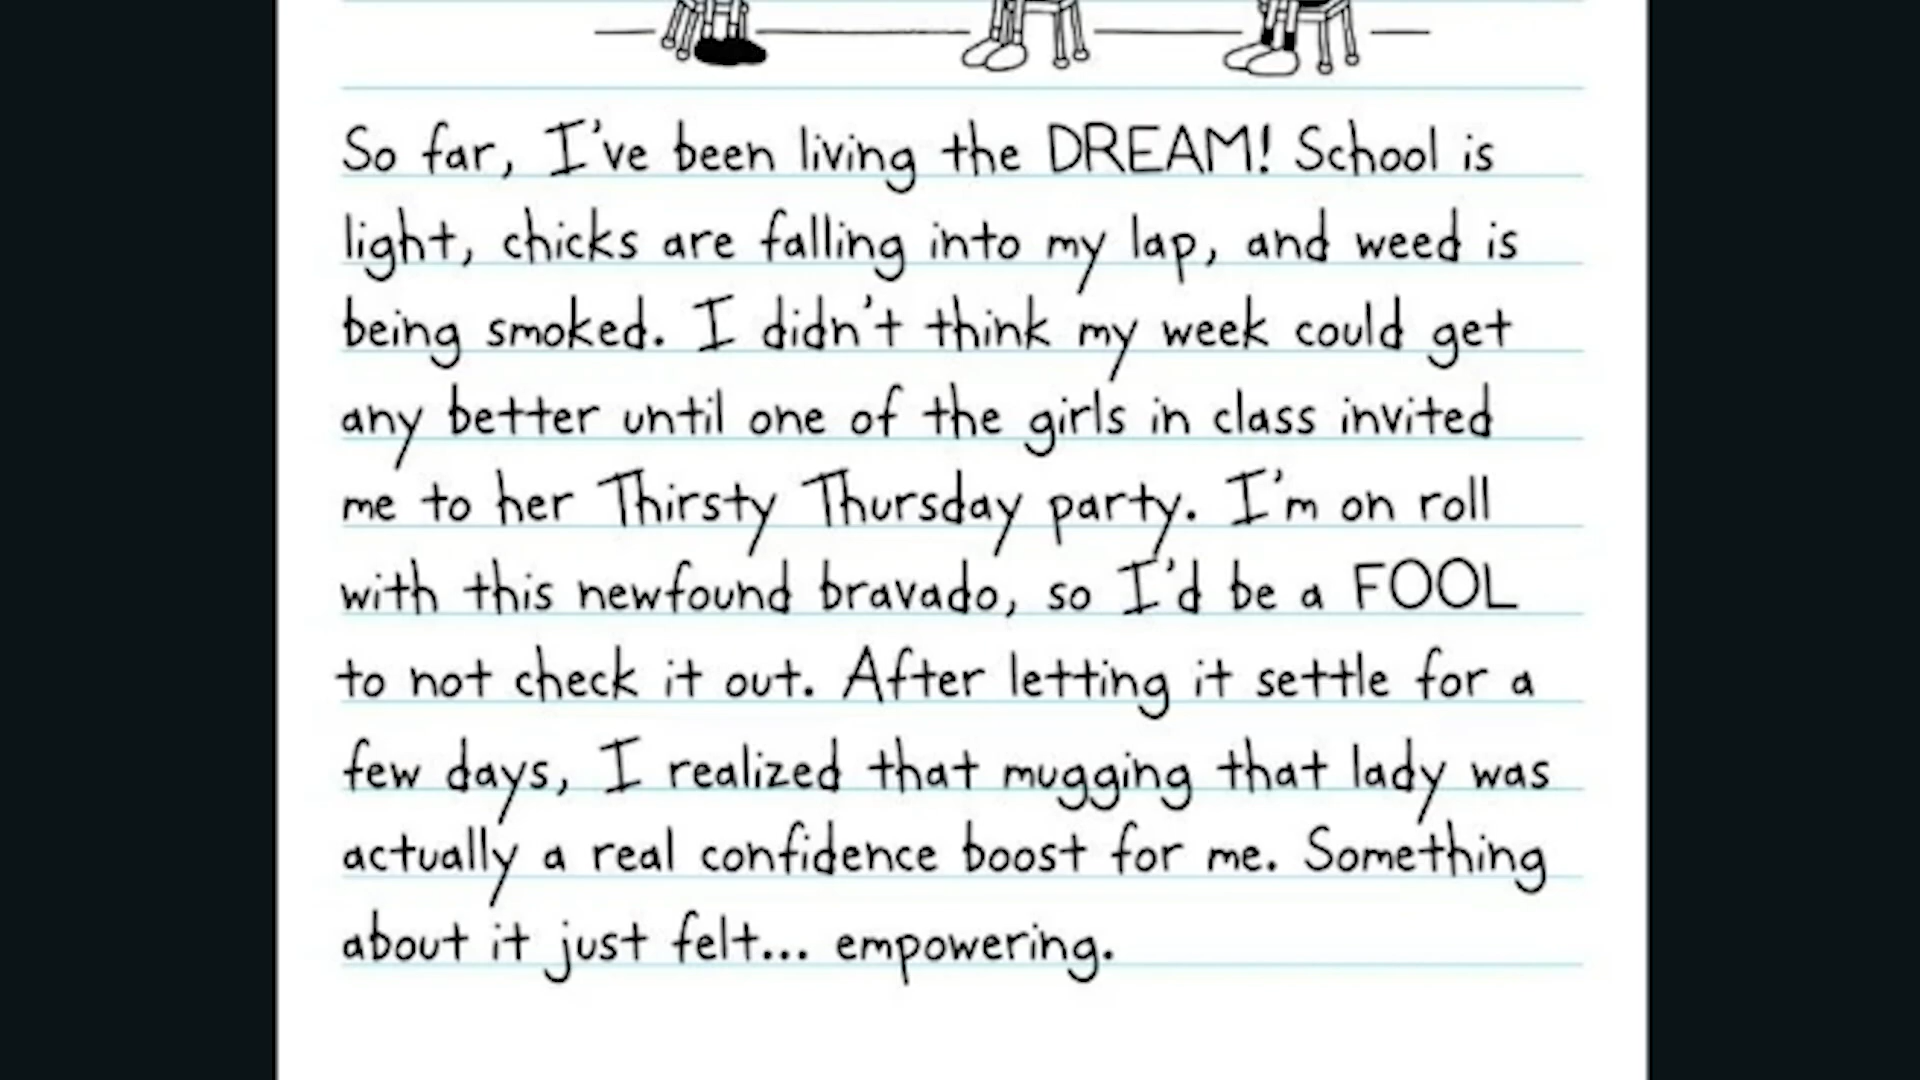 So far, I've been living the DREAM! School is
light, chicks are falling into my lap, and weed is
being smoked. I didn't think my week could get
any better until one of the girls in class invited
me to her Thirsty Thursday party. I'm on roll
with this newfound bravado, so I'd be a FOOL
to not check it out. After letting it settle for a
few days, I realized that mugging that lady was
actually a real confidence boost for me. Something
about it just felt... empowering.